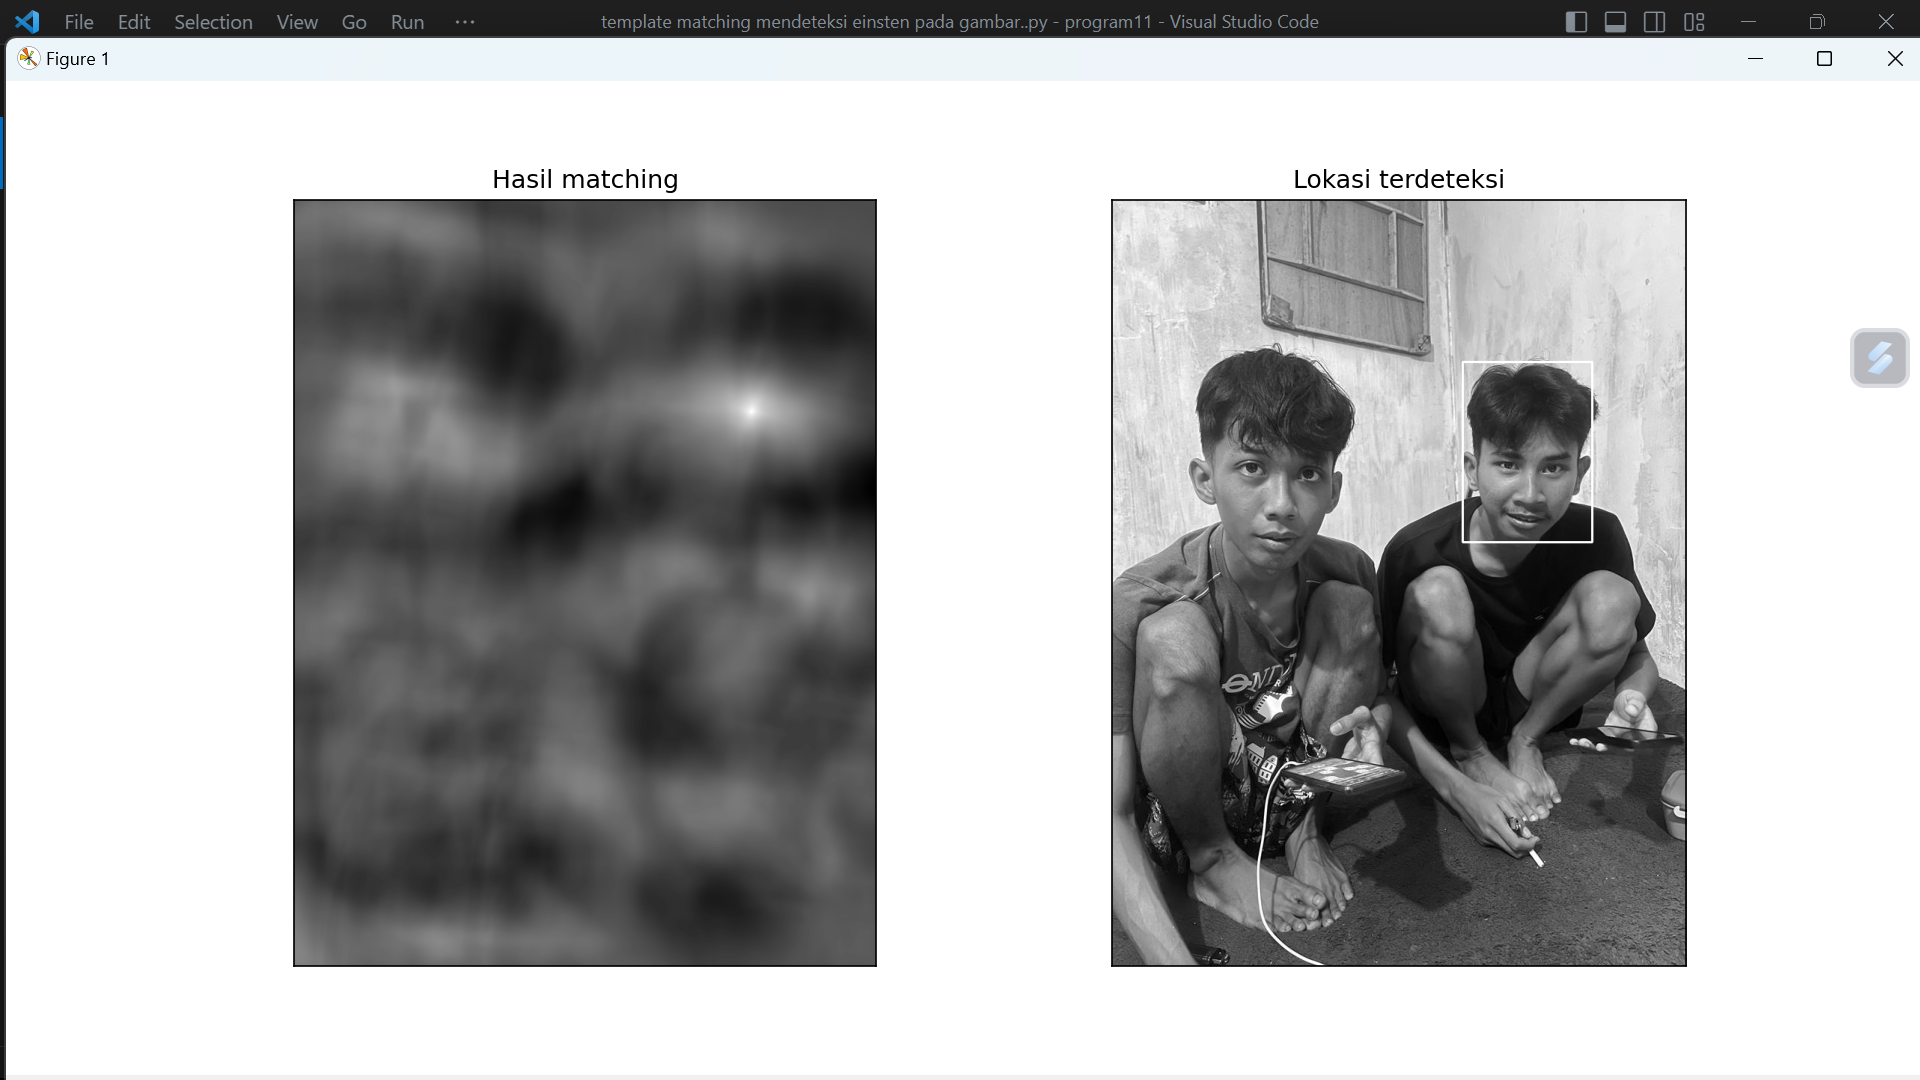 File Edit Selection View Go Run ··· template matching mendeteksi einsten pada gambar..py - program11 - Visual Studio Code
Figure 1
Hasil matching
Lokasi terdeteksi